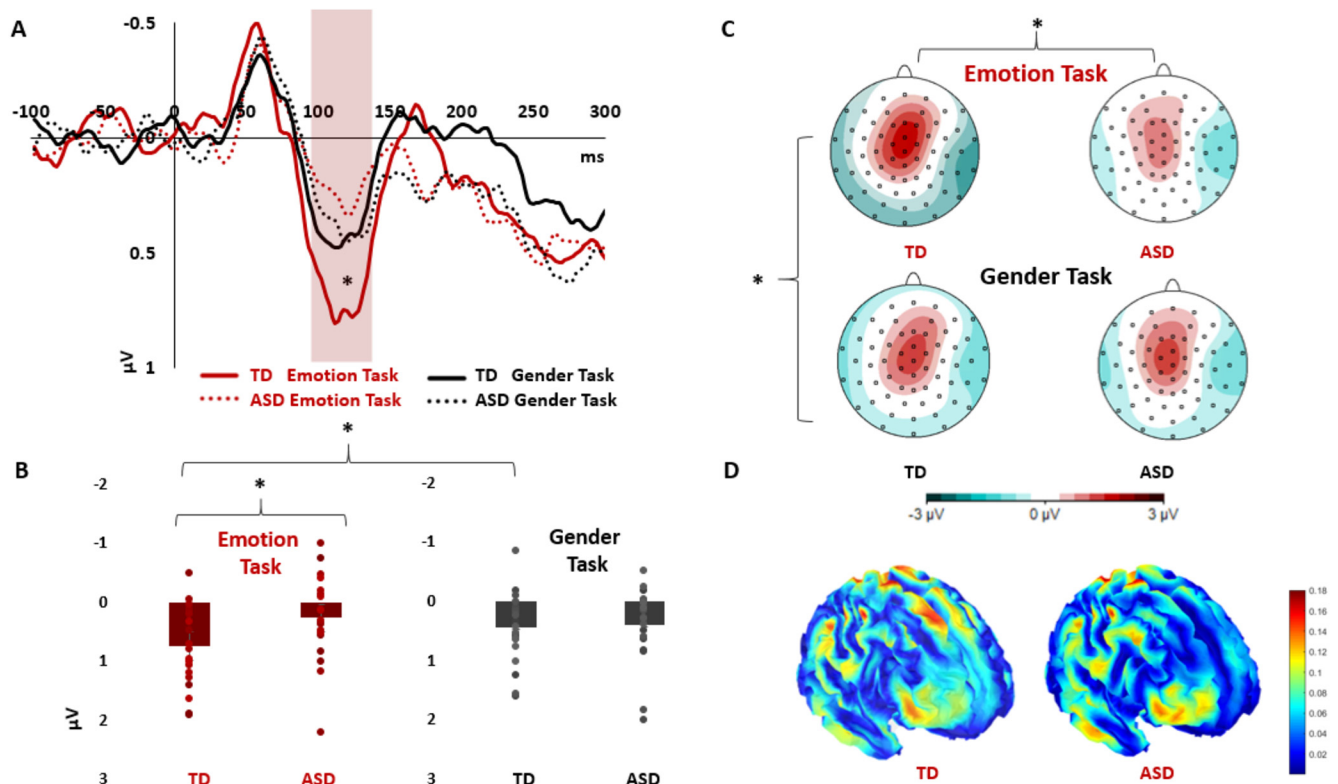 A
-0.5
-100 -50 0 50 100 150 200 250 300
0
ms
0.5
µV 1
TD Emotion Task TD Gender Task
ASD Emotion Task ASD Gender Task
*
B
*
*
-2 -2
-1 -1
Emotion Task
Gender Task
0 0
1 1
2 2
µV
3 3
TD ASD TD ASD
C
*
Emotion Task
TD ASD
*
Gender Task
TD ASD
-3 µV 0 µV 3 µV
D
0.18
0.16
0.14
0.12
0.1
0.08
0.06
0.04
0.02
TD ASD